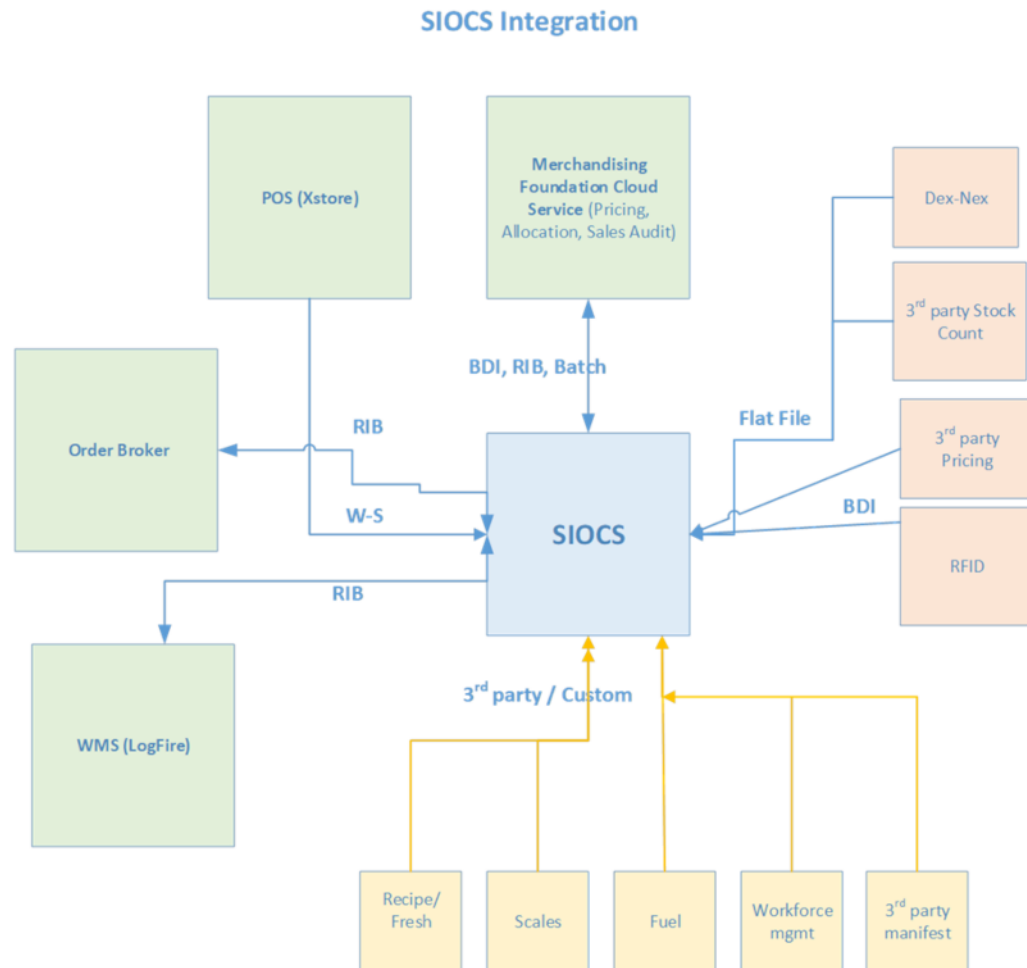 SIOCS Integration
POS (Xstore)
Merchandising
Foundation Cloud
Service (Pricing,
Allocation, Sales Audit)
Dex-Nex
3rd party Stock
Count
BDI, RIB, Batch
Order Broker
RIB
Flat File
3rd party
Pricing
W-S
SIOCS
BDI
RFID
RIB
3rd party / Custom
WMS (LogFire)
Recipe/
Fresh
Scales
Fuel
Workforce
mgmt
3rd party
manifest